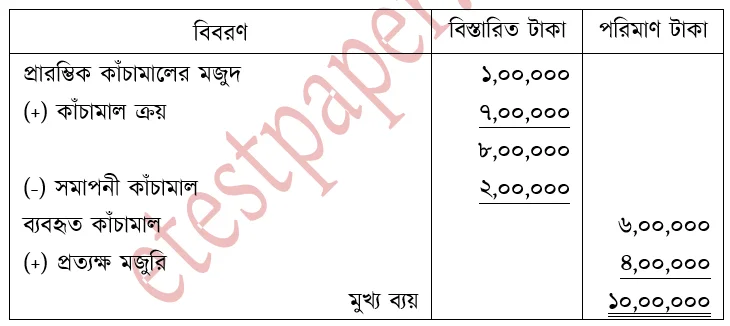 বিবরণ বিস্তারিত টাকা পরিমাণ টাকা
প্রারম্ভিক কাঁচামালের মজুদ ১,০০,০০০
(+) কাঁচামাল ক্রয় ৭,০০,০০০
৮,০০,০০০
(-) সমাপনী কাঁচামাল ২,০০,০০০
ব্যবহৃত কাঁচামাল ৬,০০,০০০
(+) প্রত্যক্ষ মজুরি ৪,০০,০০০
মুখ্য ব্যয় ১০,০০,০০০
etestpaper